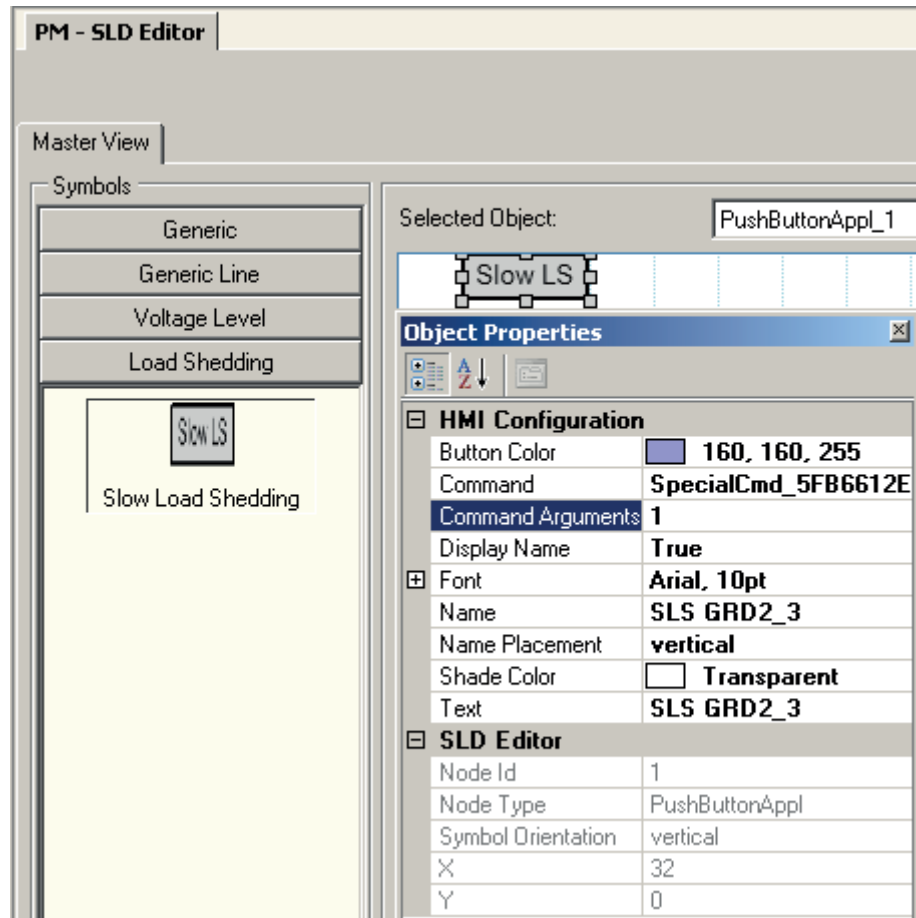 PM - SLD Editor
Master View
Symbols
Generic
Generic Line
Voltage Level
Load Shedding
Slow LS
Slow Load Shedding
Selected Object: PushButtonAppl_1
Slow LS
Object Properties
HMI Configuration
Button Color 160, 160, 255
Command SpecialCmd_5FB6612E
Command Arguments 1
Display Name True
Font Arial, 10pt
Name SLS GRD2_3
Name Placement vertical
Shade Color Transparent
Text SLS GRD2_3
SLD Editor
Node Id 1
Node Type PushButtonAppl
Symbol Orientation vertical
X 32
Y 0